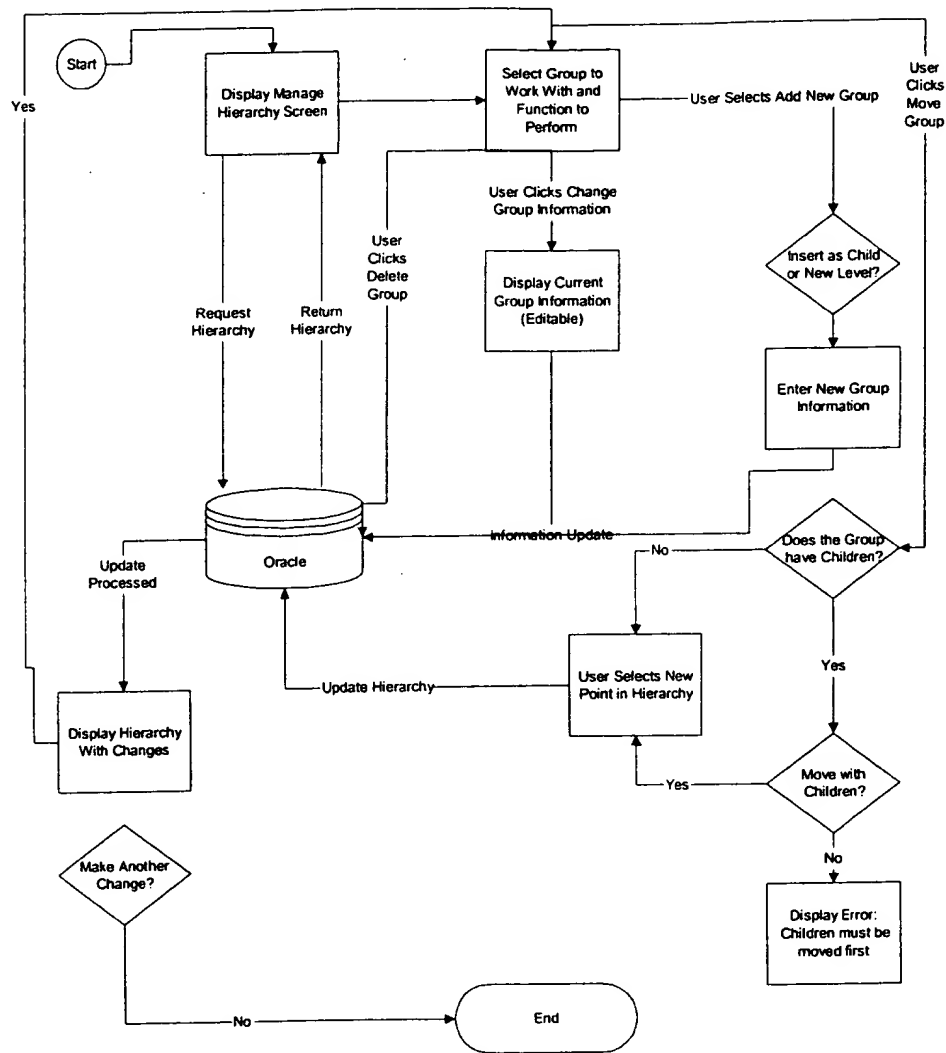 Start
Display Manage
Hierarchy Screen
Select Group to
Work With and
Function to
Perform
User Selects Add New Group
User
Clicks
Move
Group
Yes
User Clicks Change
Group Information
User
Clicks
Delete
Group
Insert as Child
or New Level?
Display Current
Group Information
(Editable)
Request
Hierarchy
Return
Hierarchy
Enter New Group
Information
Oracle
Information Update
Does the Group
have Children?
No
Update
Processed
Yes
User Selects New
Point in Hierarchy
Update Hierarchy
Display Hierarchy
With Changes
Move with
Children?
Yes
No
Make Another
Change?
Display Error:
Children must be
moved first
No
End